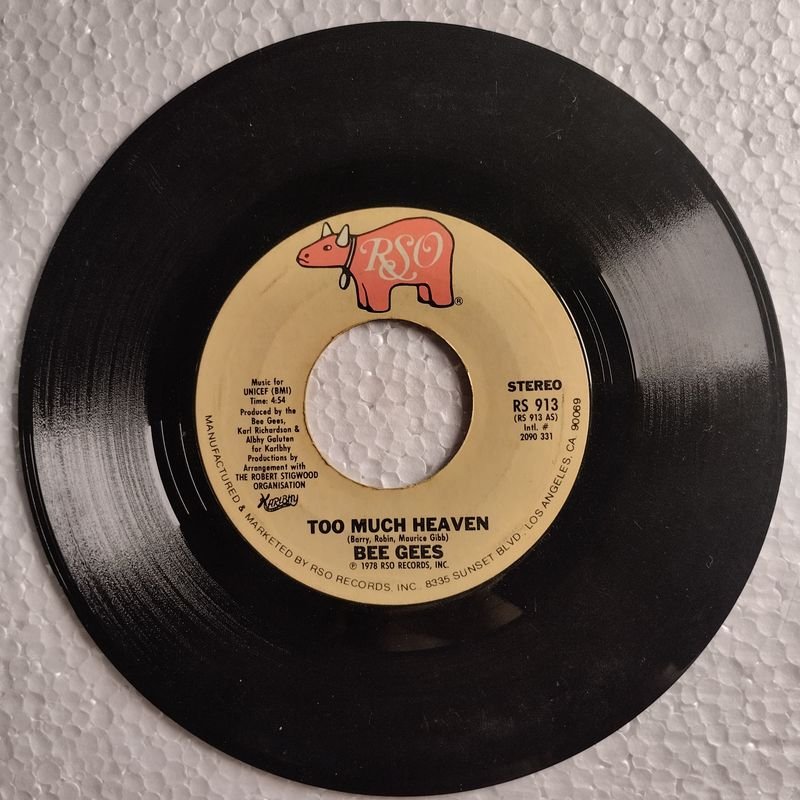 RSO
®
Music for
UNICEF (BMI)
Time: 4:54
Produced by the
Bee Gees,
Karl Richardson &
Albhy Galuten
for Karlbhy
Productions by
Arrangement with
THE ROBERT STIGWOOD
ORGANISATION
KARLBHY
STEREO
RS 913
(RS 913 AS)
Intl. #
2090 331
TOO MUCH HEAVEN
(Barry, Robin, Maurice Gibb)
BEE GEES
℗ 1978 RSO RECORDS, INC.
MANUFACTURED & MARKETED BY RSO RECORDS, INC., 8335 SUNSET BLVD., LOS ANGELES, CA. 90069